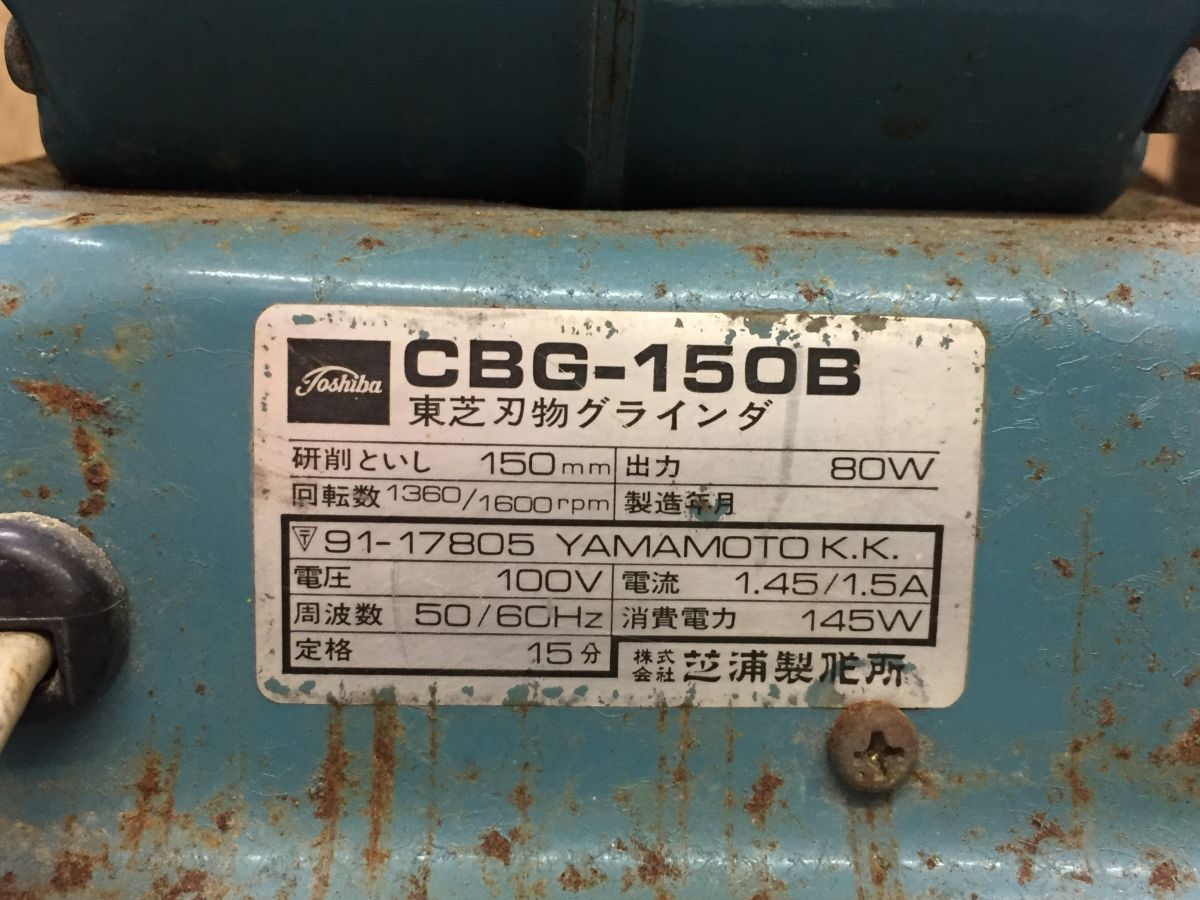 Toshiba CBG-150B
東芝刃物グラインダ
研削といし 150mm 出力 80W
回転数 1360/1600rpm 製造年月
〒 91-17805 YAMAMOTO K.K.
電圧 100V 電流 1.45/1.5A
周波数 50/60Hz 消費電力 145W
定格 15分 株式会社 芝浦製作所